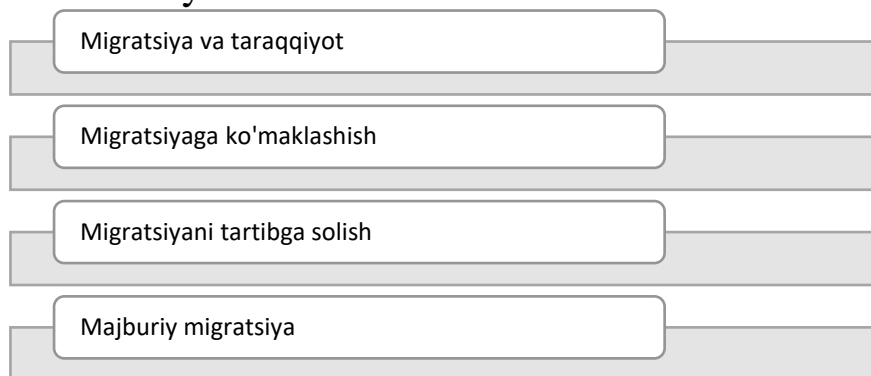 Migratsiya va taraqqiyot
Migratsiyaga ko'maklashish
Migratsiyani tartibga solish
Majburiy migratsiya